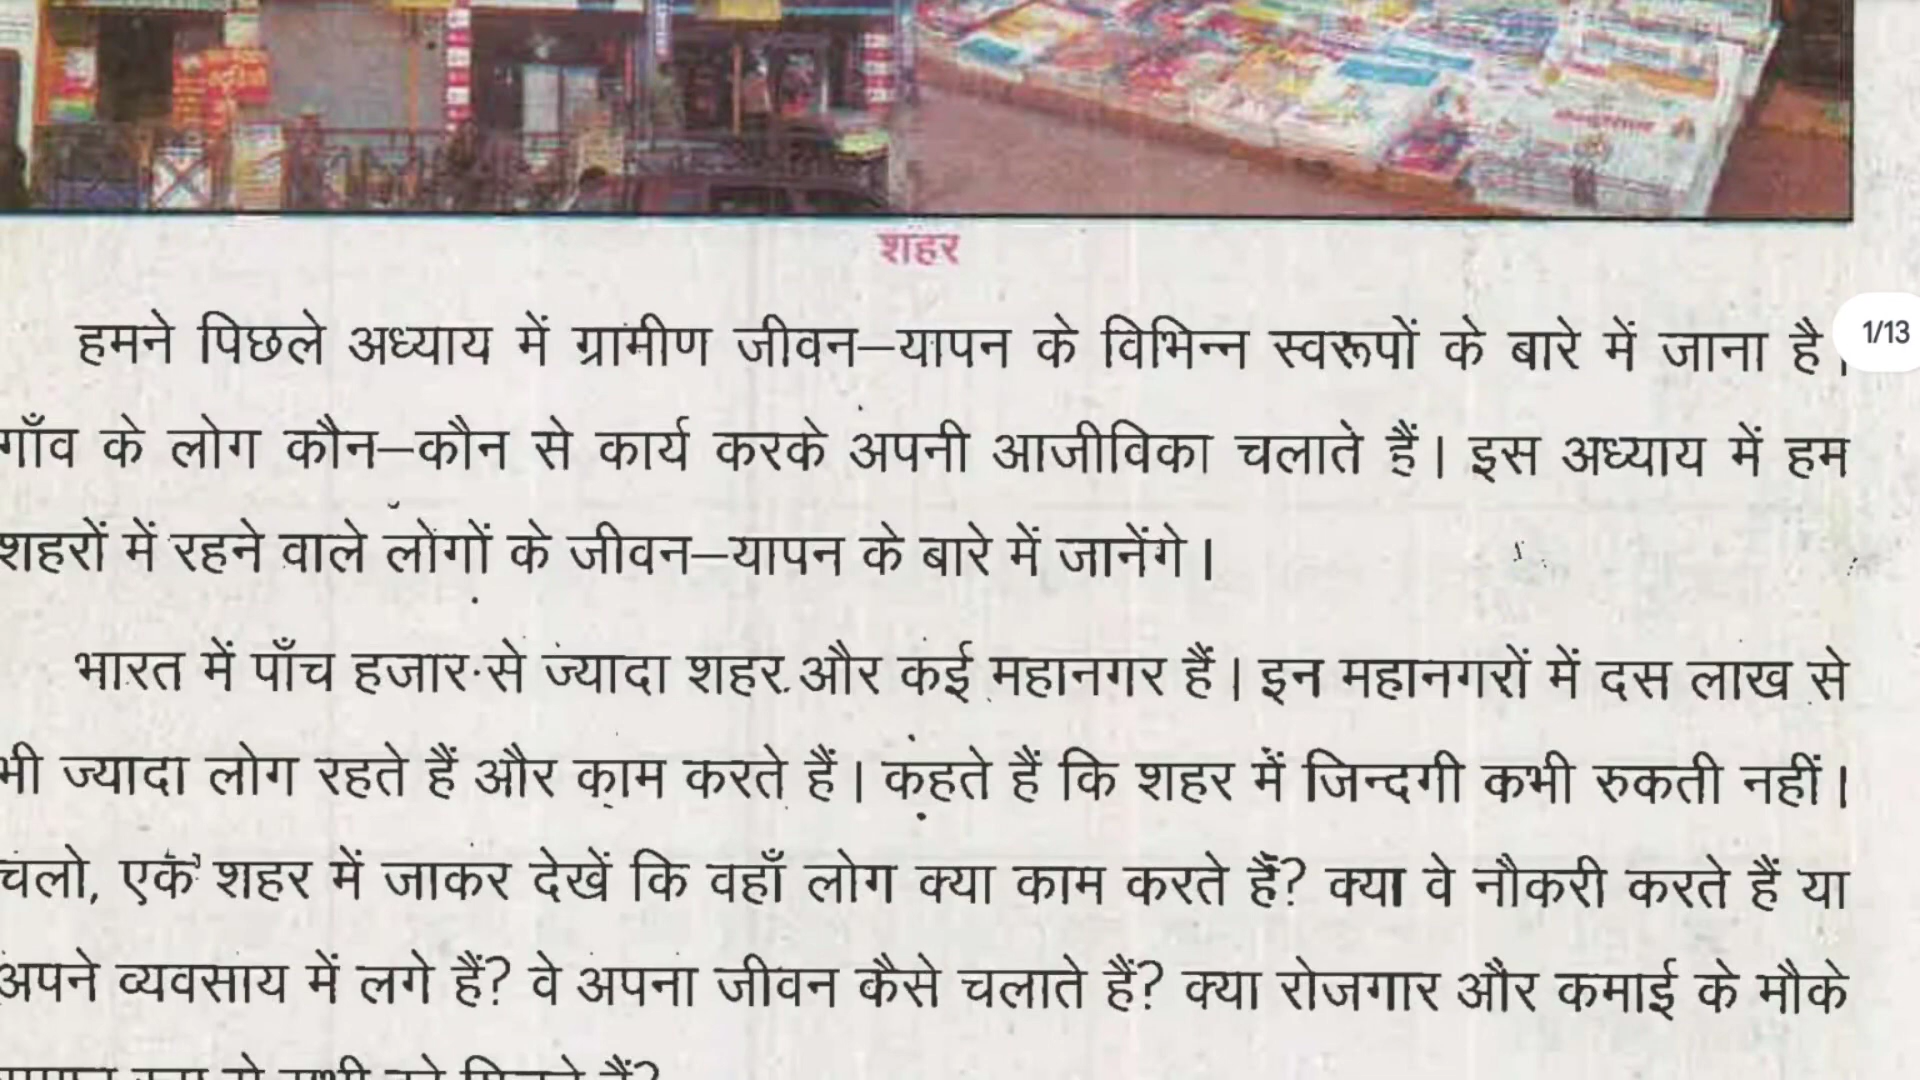 शहर
हमने पिछले अध्याय में ग्रामीण जीवन–यापन के विभिन्न स्वरूपों के बारे में जाना है।
1/13
गाँव के लोग कौन–कौन से कार्य करके अपनी आजीविका चलाते हैं। इस अध्याय में हम
शहरों में रहने वाले लोगों के जीवन–यापन के बारे में जानेंगे।
भारत में पाँच हजार से ज्यादा शहर और कई महानगर हैं। इन महानगरों में दस लाख से
भी ज्यादा लोग रहते हैं और काम करते हैं। कहते हैं कि शहर में जिन्दगी कभी रुकती नहीं।
चलो, एक शहर में जाकर देखें कि वहाँ लोग क्या काम करते हैं? क्या वे नौकरी करते हैं या
अपने व्यवसाय में लगे हैं? वे अपना जीवन कैसे चलाते हैं? क्या रोजगार और कमाई के मौके